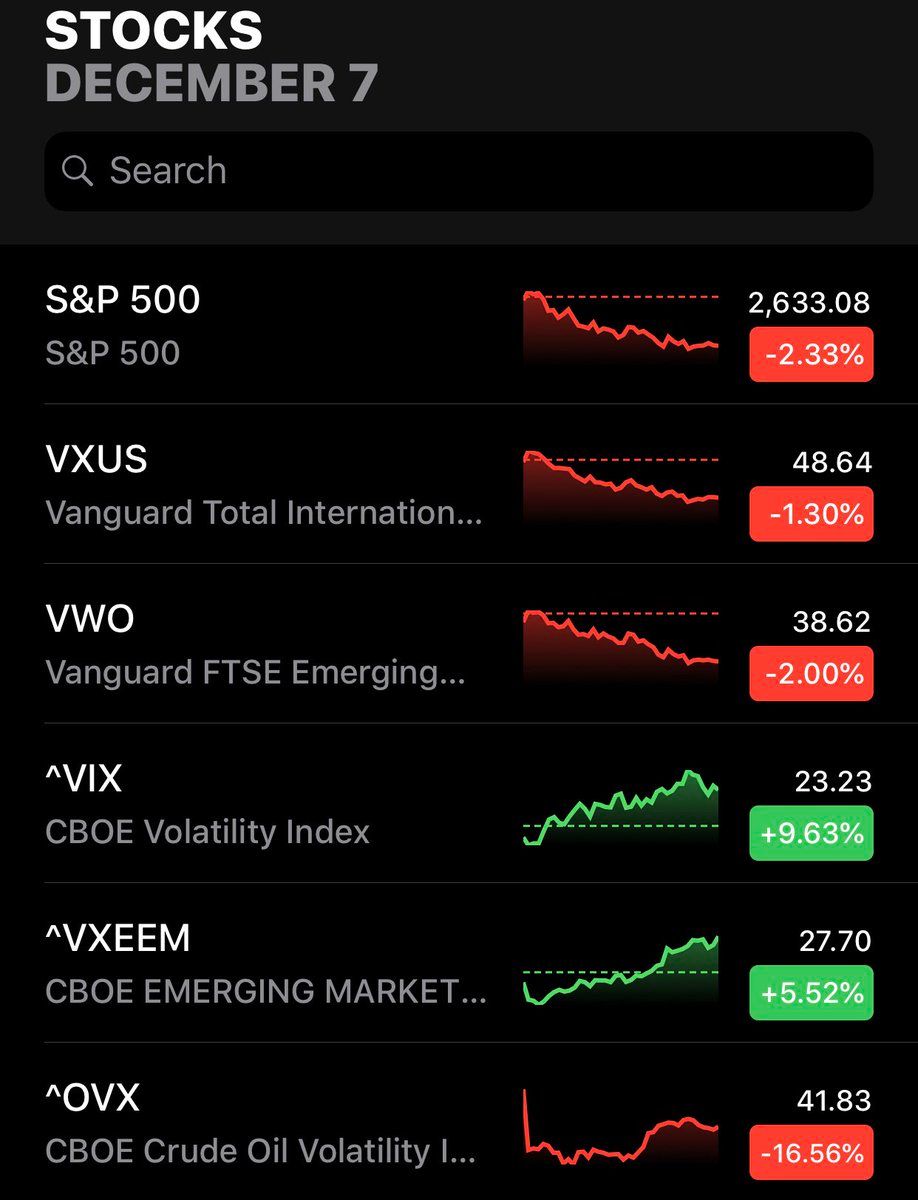 STOCKS
DECEMBER 7
Search
S&P 500
2,633.08
S&P 500
-2.33%
VXUS
48.64
Vanguard Total Internation...
-1.30%
VWO
38.62
Vanguard FTSE Emerging...
-2.00%
^VIX
23.23
CBOE Volatility Index
+9.63%
^VXEEM
27.70
CBOE EMERGING MARKET...
+5.52%
^OVX
41.83
CBOE Crude Oil Volatility I...
-16.56%